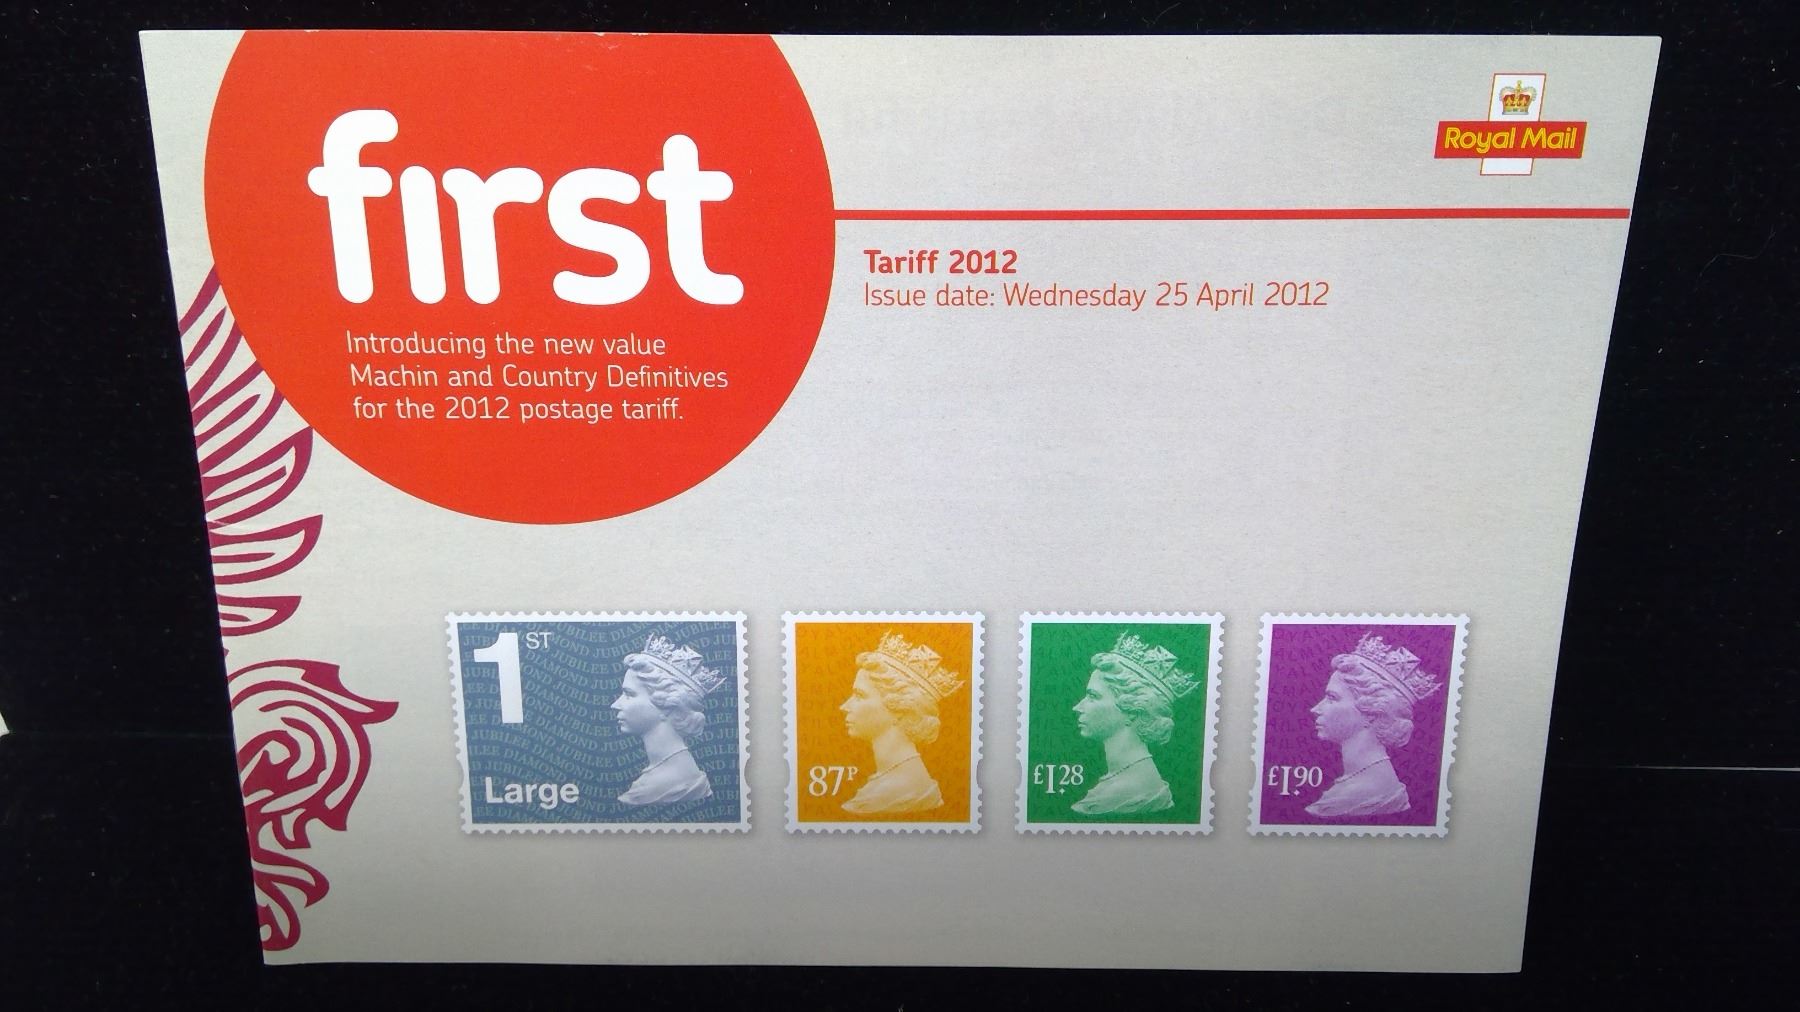 first
Introducing the new value
Machin and Country Definitives
for the 2012 postage tariff.
Royal Mail
Tariff 2012
Issue date: Wednesday 25 April 2012
1ST
Large
87P
£1.28
£1.90